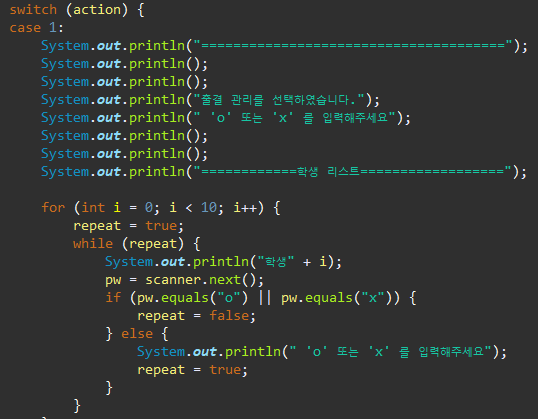 switch (action) {
case 1:
    System.out.println("======================================");
    System.out.println();
    System.out.println();
    System.out.println("출결 관리를 선택하였습니다.");
    System.out.println(" 'o' 또는 'x' 를 입력해주세요");
    System.out.println();
    System.out.println();
    System.out.println("============학생 리스트==================");

    for (int i = 0; i < 10; i++) {
        repeat = true;
        while (repeat) {
            System.out.println("학생" + i);
            pw = scanner.next();
            if (pw.equals("o") || pw.equals("x")) {
                repeat = false;
            } else {
                System.out.println(" 'o' 또는 'x' 를 입력해주세요");
                repeat = true;
            }
        }
    }